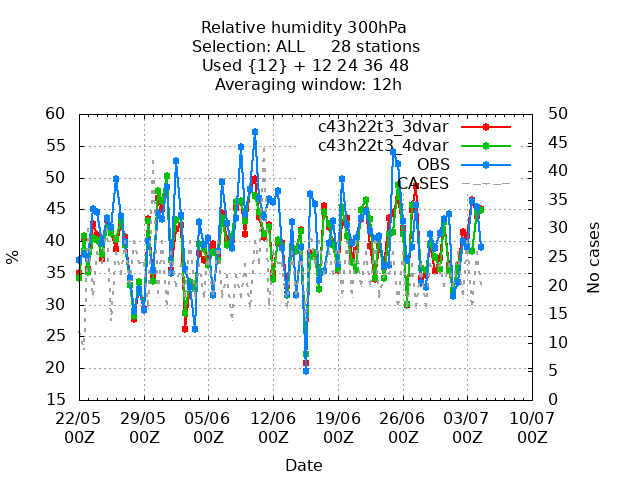 Relative humidity 300hPa
Selection: ALL 28 stations
Used {12} + 12 24 36 48
Averaging window: 12h
c43h22t3_3dvar
c43h22t3_4dvar
OBS
CASES
60
55
50
45
40
35
30
25
20
15
%
50
45
40
35
30
25
20
15
10
5
0
No cases
22/05 29/05 05/06 12/06 19/06 26/06 03/07 10/07
00Z 00Z 00Z 00Z 00Z 00Z 00Z 00Z
Date